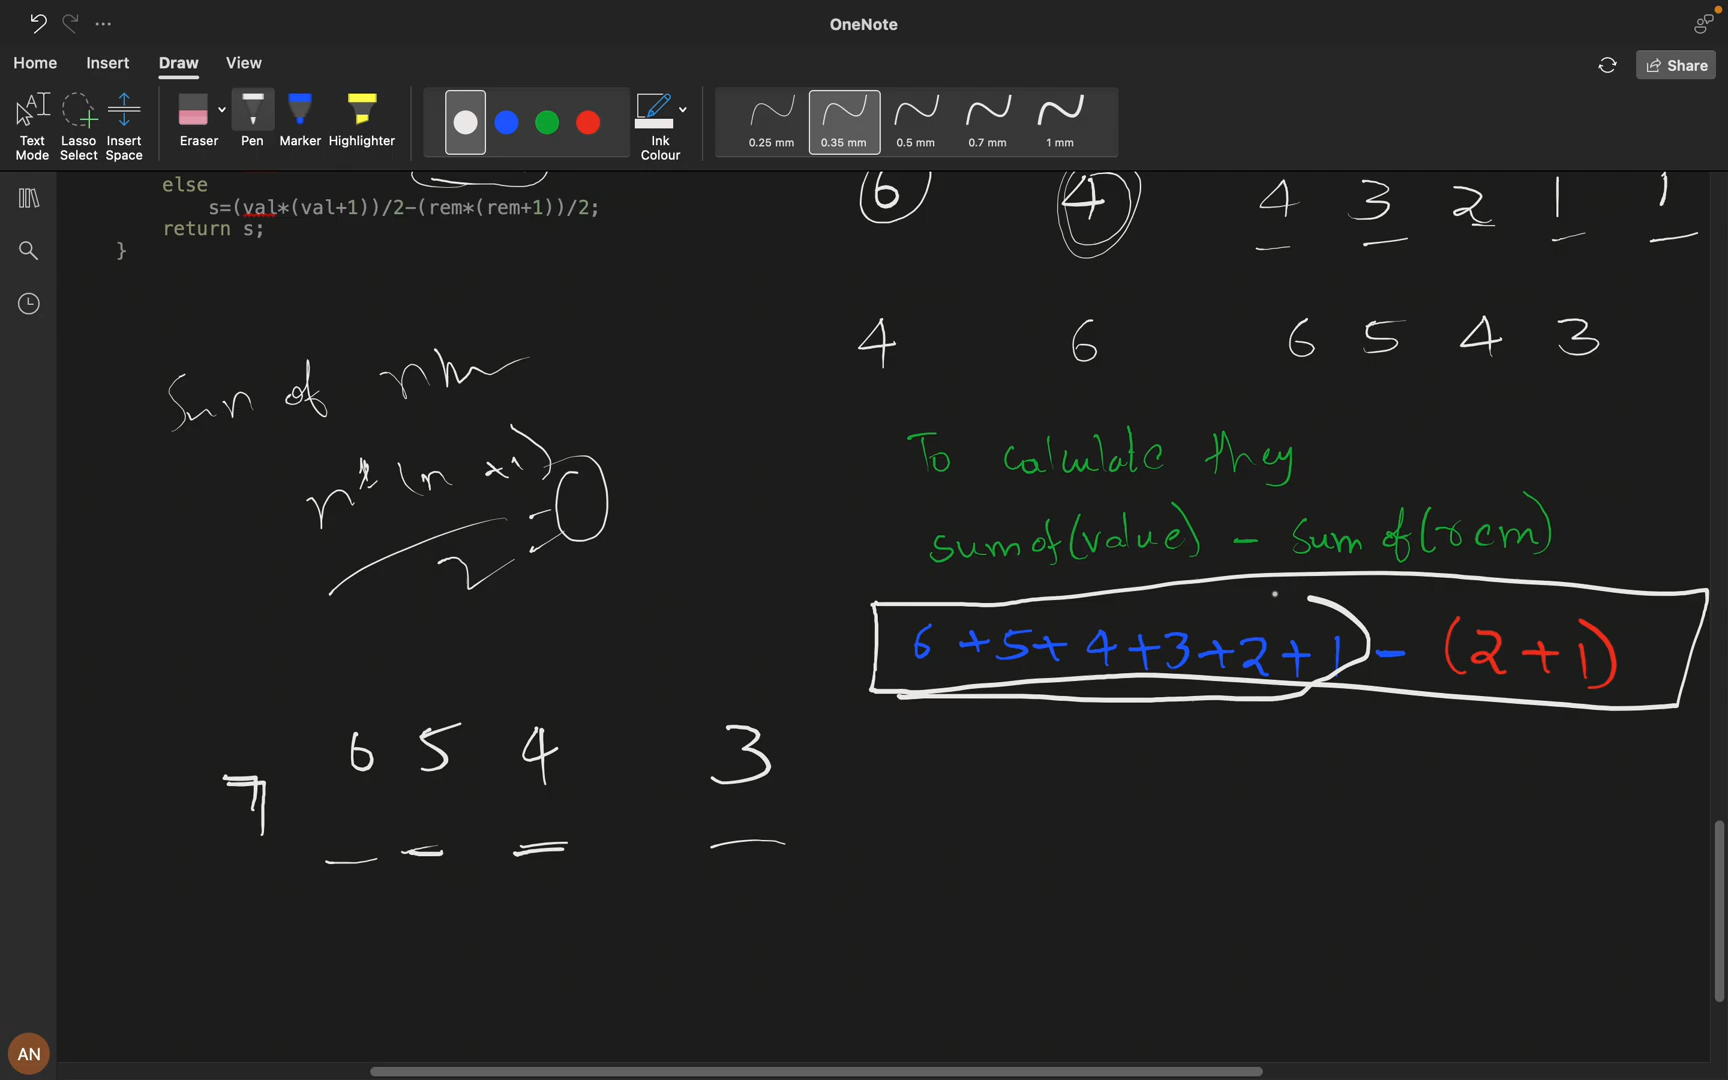 OneNote
Home
Insert
Draw
View
Share
Text Mode
Lasso Select
Insert Space
Eraser
Pen
Marker
Highlighter
Ink Colour
0.25 mm
0.35 mm
0.5 mm
0.7 mm
1 mm
else
s=(val*(val+1))/2-(rem*(rem+1))/2;
return s;
}
6 4 4 3 2 1 1
4 6 6 5 4 3
Sum of
n (n +1)
2
To calculate they
sumof(value) - sum of(rem)
6 +5+ 4+3+2+1 - (2+1)
7 6 5 4 3
AN